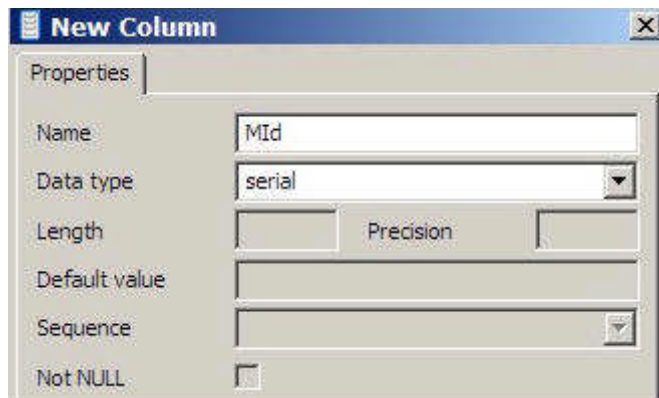 New Column
Properties
Name MId
Data type serial
Length Precision
Default value
Sequence
Not NULL